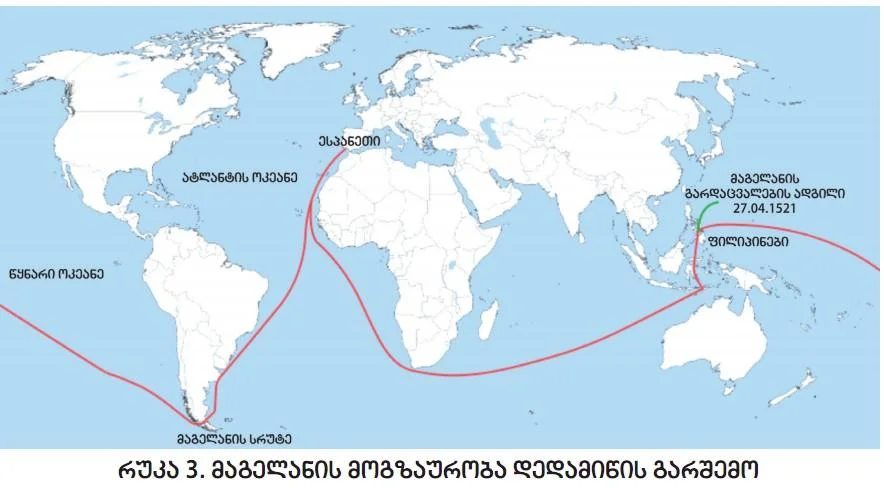 ესპანეთი
ატლანტის ოკეანე
მაგელანის
გარდაცვალების ადგილი
27.04.1521
ფილიპინები
წყნარი ოკეანე
მაგელანის სრუტე
რუკა 3. მაგელანის მოგზაურობა დედამიწის გარშემო